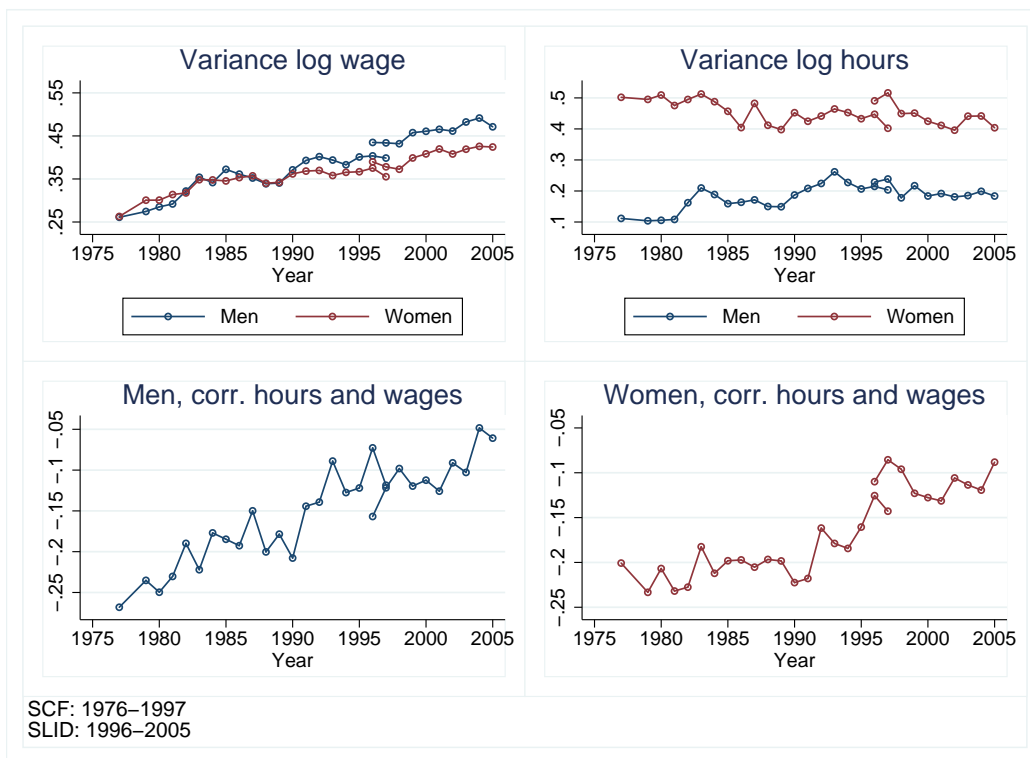 Variance log wage
.55
.45
.35
.25
1975 1980 1985 1990 1995 2000 2005
Year
Men Women
Variance log hours
.5
.4
.3
.2
.1
1975 1980 1985 1990 1995 2000 2005
Year
Men Women
Men, corr. hours and wages
−.05
−.1
−.15
−.2
−.25
1975 1980 1985 1990 1995 2000 2005
Year
Women, corr. hours and wages
−.05
−.1
−.15
−.2
−.25
1975 1980 1985 1990 1995 2000 2005
Year
SCF: 1976−1997
SLID: 1996−2005